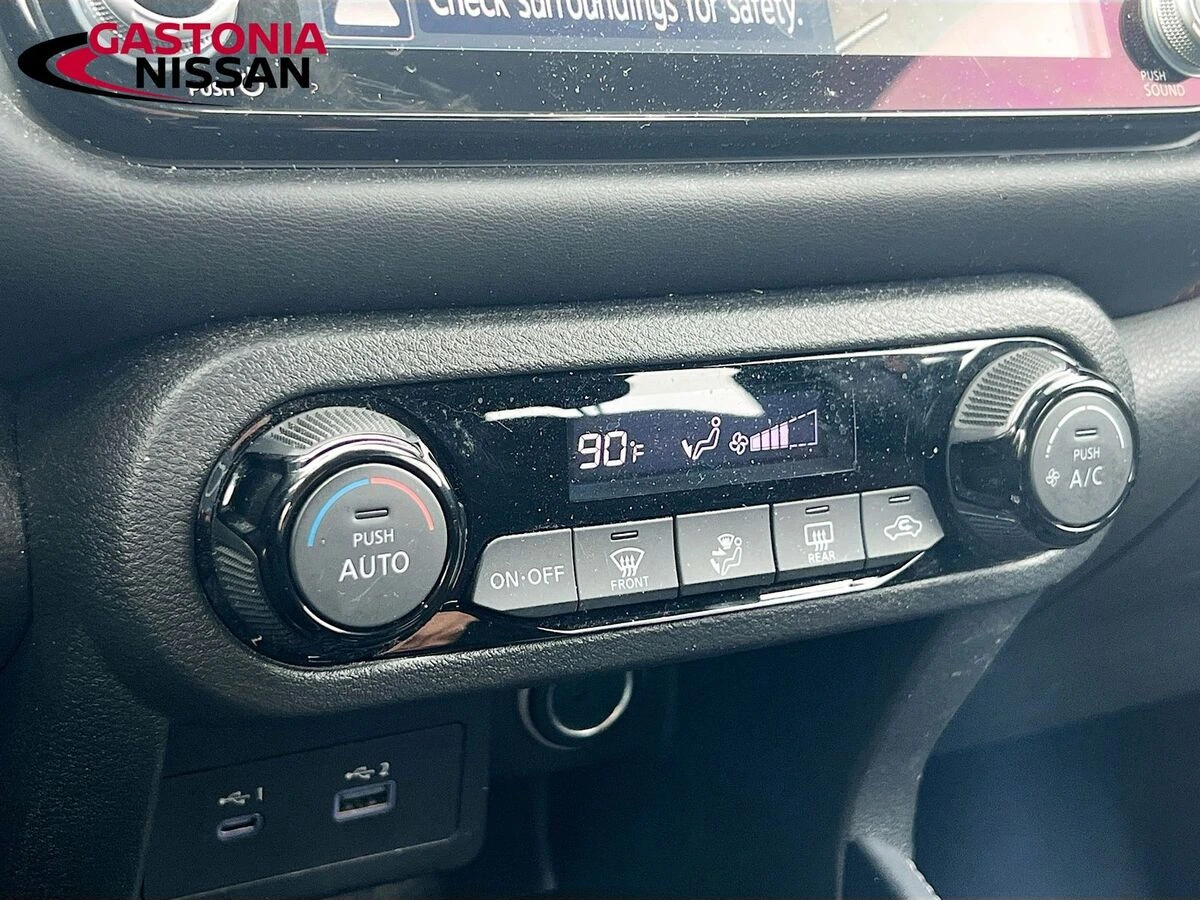 GASTONIA
NISSAN
Check surroundings for safety.
PUSH
PUSH
SOUND
90°F
PUSH
AUTO
ON·OFF
FRONT
REAR
PUSH
A/C
1
2